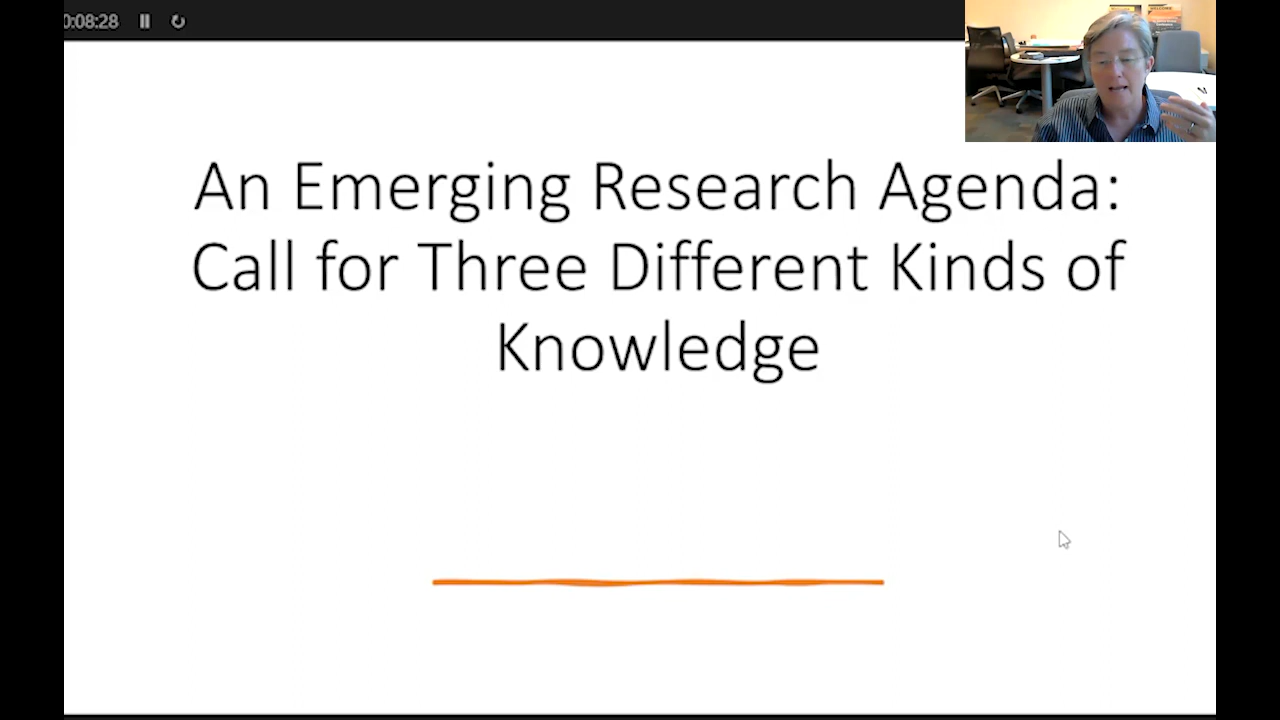 0:08:28
An Emerging Research Agenda:
Call for Three Different Kinds of
Knowledge